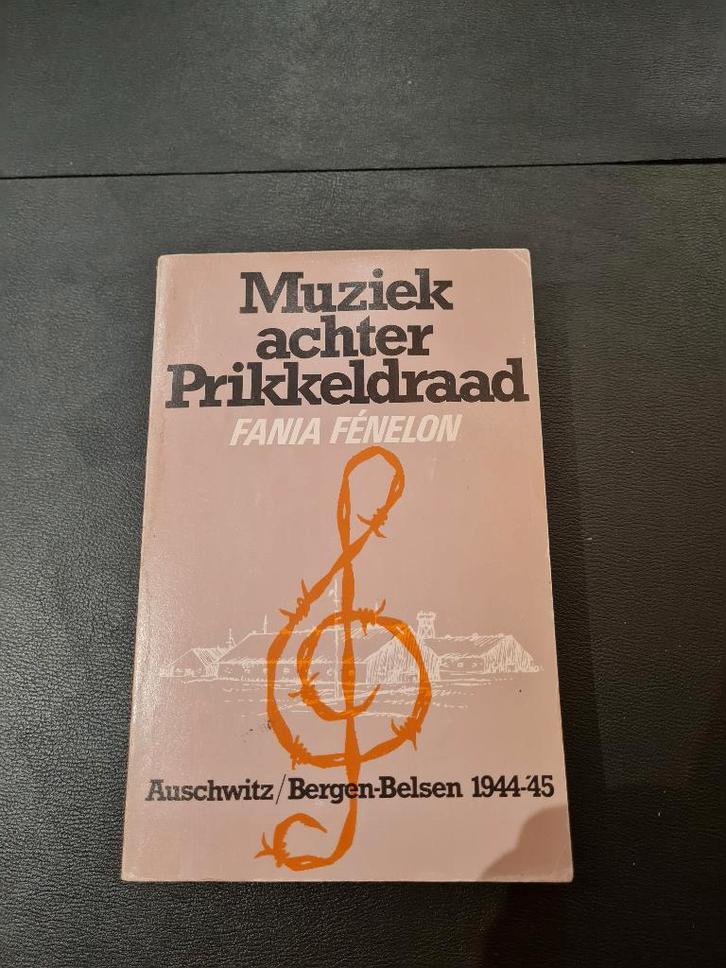 Muziek
achter
Prikkeldraad
FANIA FÉNELON
Auschwitz/Bergen-Belsen 1944-'45